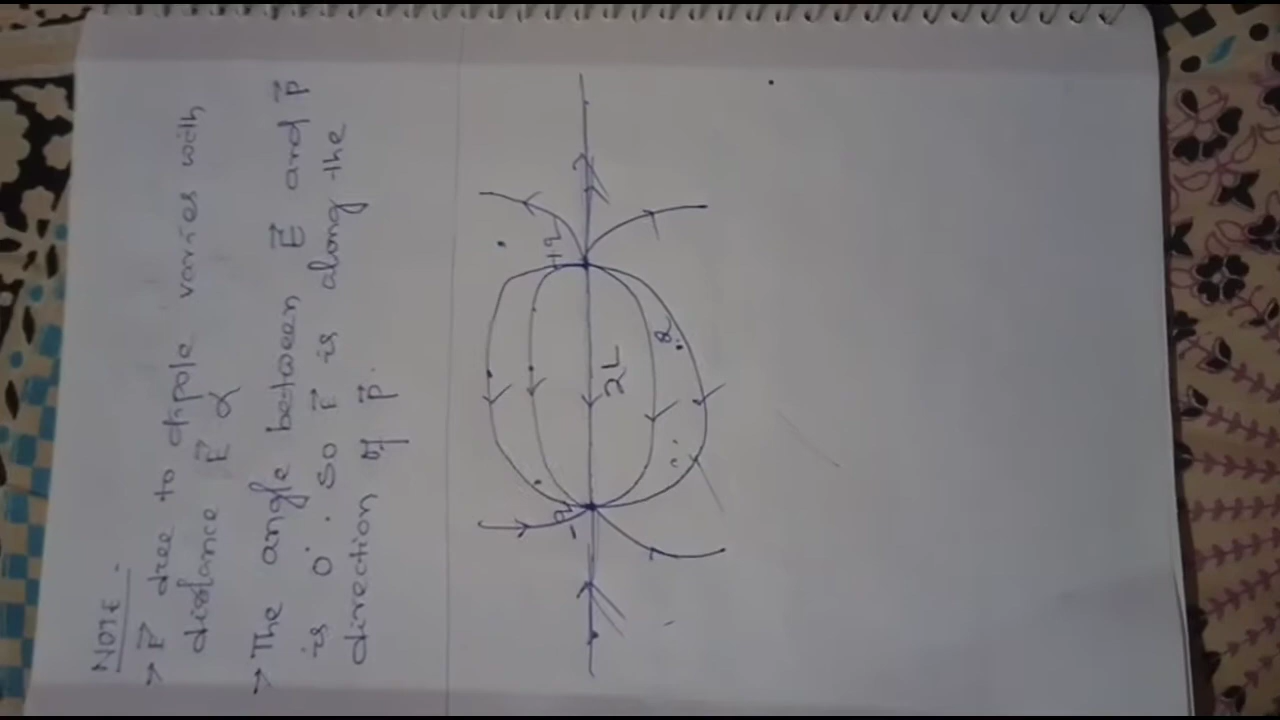 NOTE -
→ E⃗ due to dipole varies with
distance E⃗ ∝
→ The angle between E⃗ and P⃗
is 0°. So E⃗ is along the
direction of P⃗.
-q
+q
2L